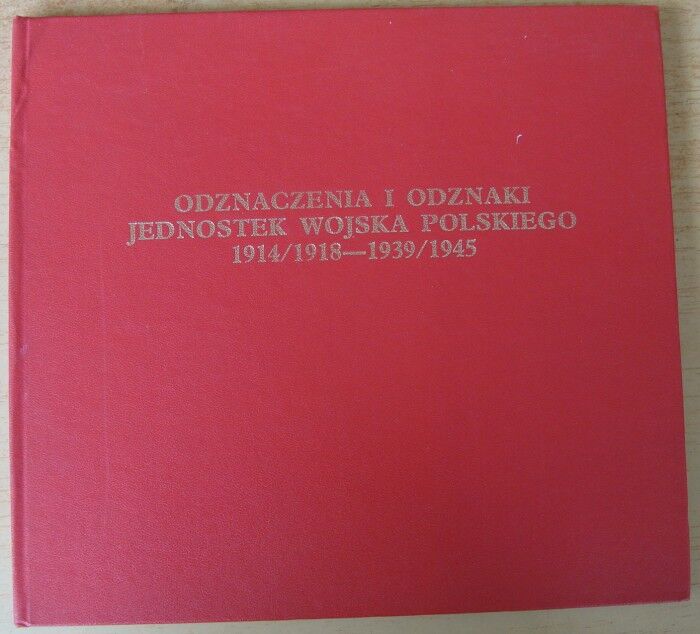 ODZNACZENIA I ODZNAKI
JEDNOSTEK WOJSKA POLSKIEGO
1914/1918—1939/1945